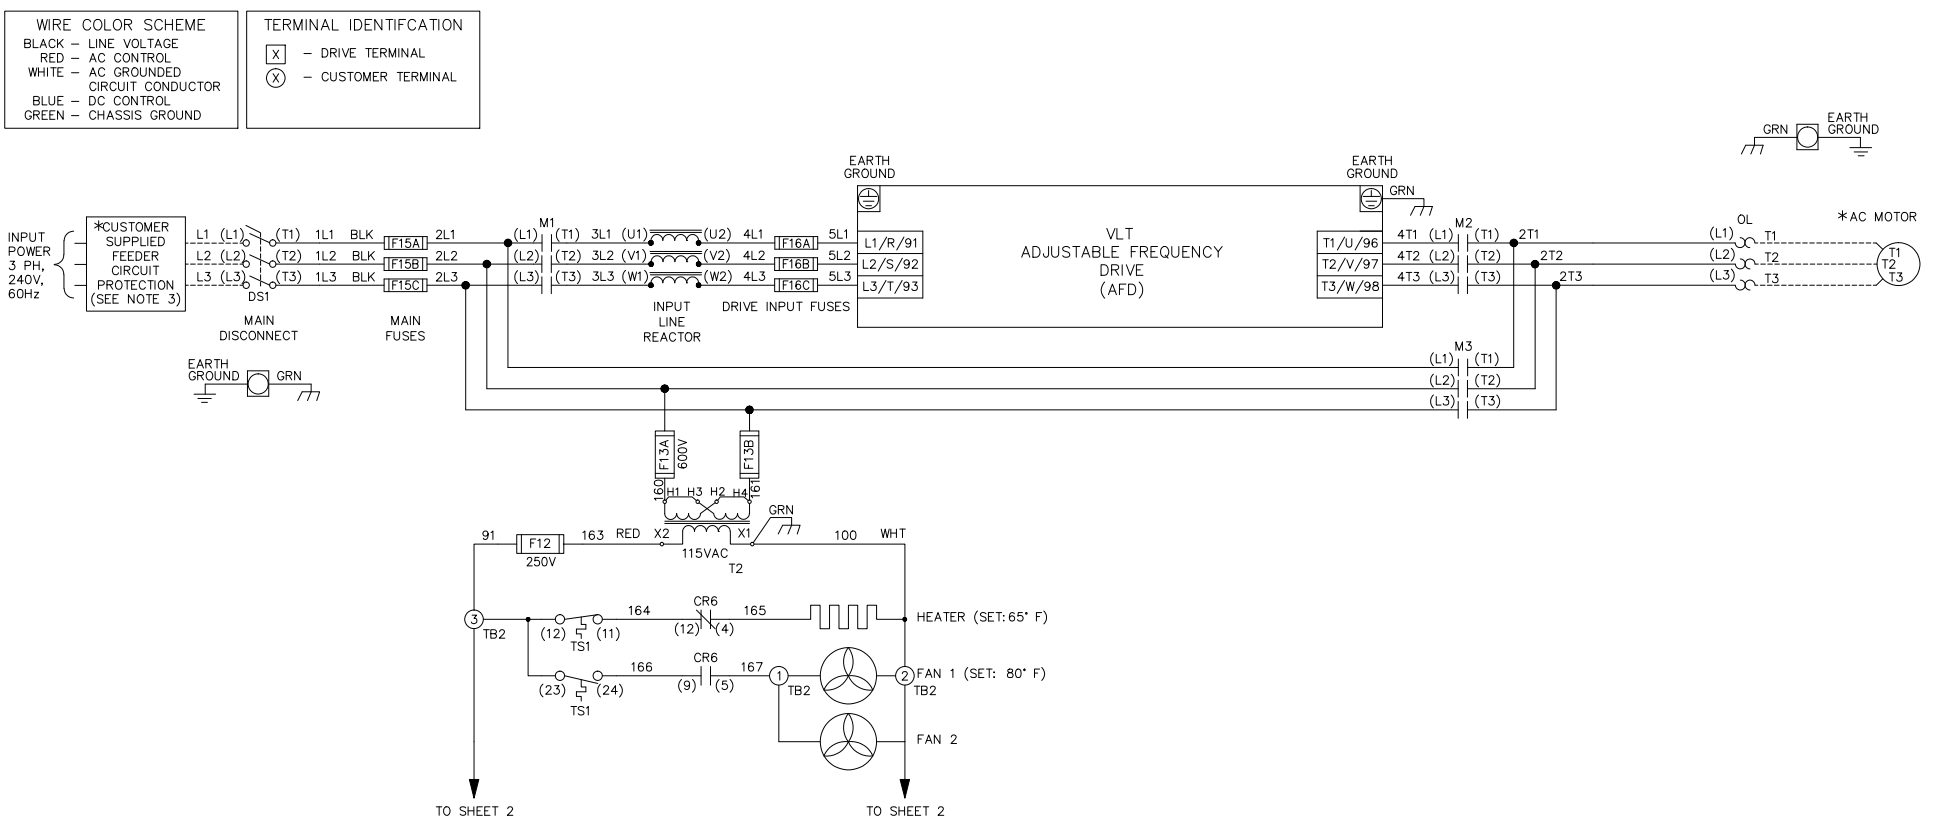 WIRE COLOR SCHEME
BLACK – LINE VOLTAGE
RED – AC CONTROL
WHITE – AC GROUNDED
CIRCUIT CONDUCTOR
BLUE – DC CONTROL
GREEN – CHASSIS GROUND
TERMINAL IDENTIFCATION
X – DRIVE TERMINAL
X – CUSTOMER TERMINAL
GRN EARTH
GROUND
EARTH
GROUND
EARTH
GROUND
GRN
INPUT
POWER
3 PH,
240V,
60Hz
*CUSTOMER
SUPPLIED
FEEDER
CIRCUIT
PROTECTION
(SEE NOTE 3)
L1 (L1) (T1) 1L1 BLK F15A 2L1 (L1) M1 (T1) 3L1 (U1) (U2) 4L1 F16A 5L1 L1/R/91
L2 (L2) (T2) 1L2 BLK F15B 2L2 (L2) (T2) 3L2 (V1) (V2) 4L2 F16B 5L2 L2/S/92
L3 (L3) (T3) 1L3 BLK F15C 2L3 (L3) (T3) 3L3 (W1) (W2) 4L3 F16C 5L3 L3/T/93
DS1
MAIN
DISCONNECT
MAIN
FUSES
INPUT
LINE
REACTOR
DRIVE INPUT FUSES
VLT
ADJUSTABLE FREQUENCY
DRIVE
(AFD)
T1/U/96 4T1 (L1) M2 (T1) 2T1 (L1) OL T1
T2/V/97 4T2 (L2) (T2) 2T2 (L2) T2
T3/W/98 4T3 (L3) (T3) 2T3 (L3) T3
*AC MOTOR
T1
T2
T3
EARTH
GROUND GRN
M3
(L1) (T1)
(L2) (T2)
(L3) (T3)
F13A
600V
F13B
160
161
H1 H3 H2 H4
GRN
91 F12 163 RED X2 X1 100 WHT
250V
115VAC
T2
3
TB2
(12) (11)
TS1
164
CR6
(12) (4)
165
HEATER (SET:65° F)
(23) (24)
TS1
166
CR6
(9) (5)
167
1
TB2
2
TB2
FAN 1 (SET: 80° F)
FAN 2
TO SHEET 2
TO SHEET 2